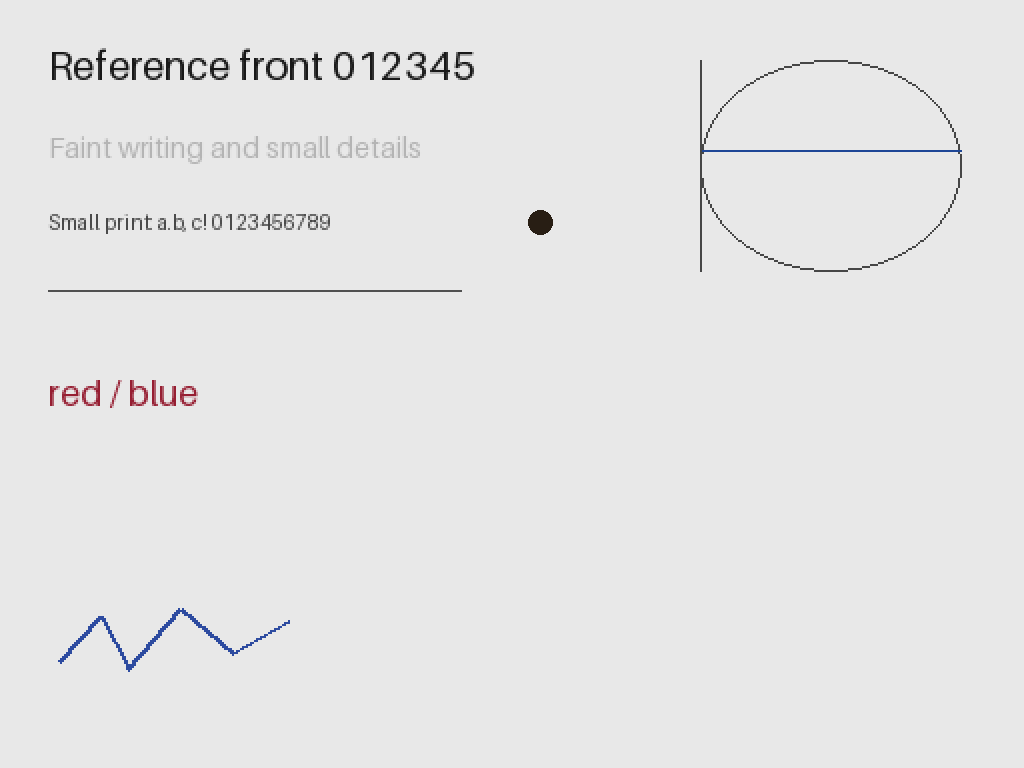 Reference front 012345
Faint writing and small details
Small print a.b, c! 0123456789
red / blue